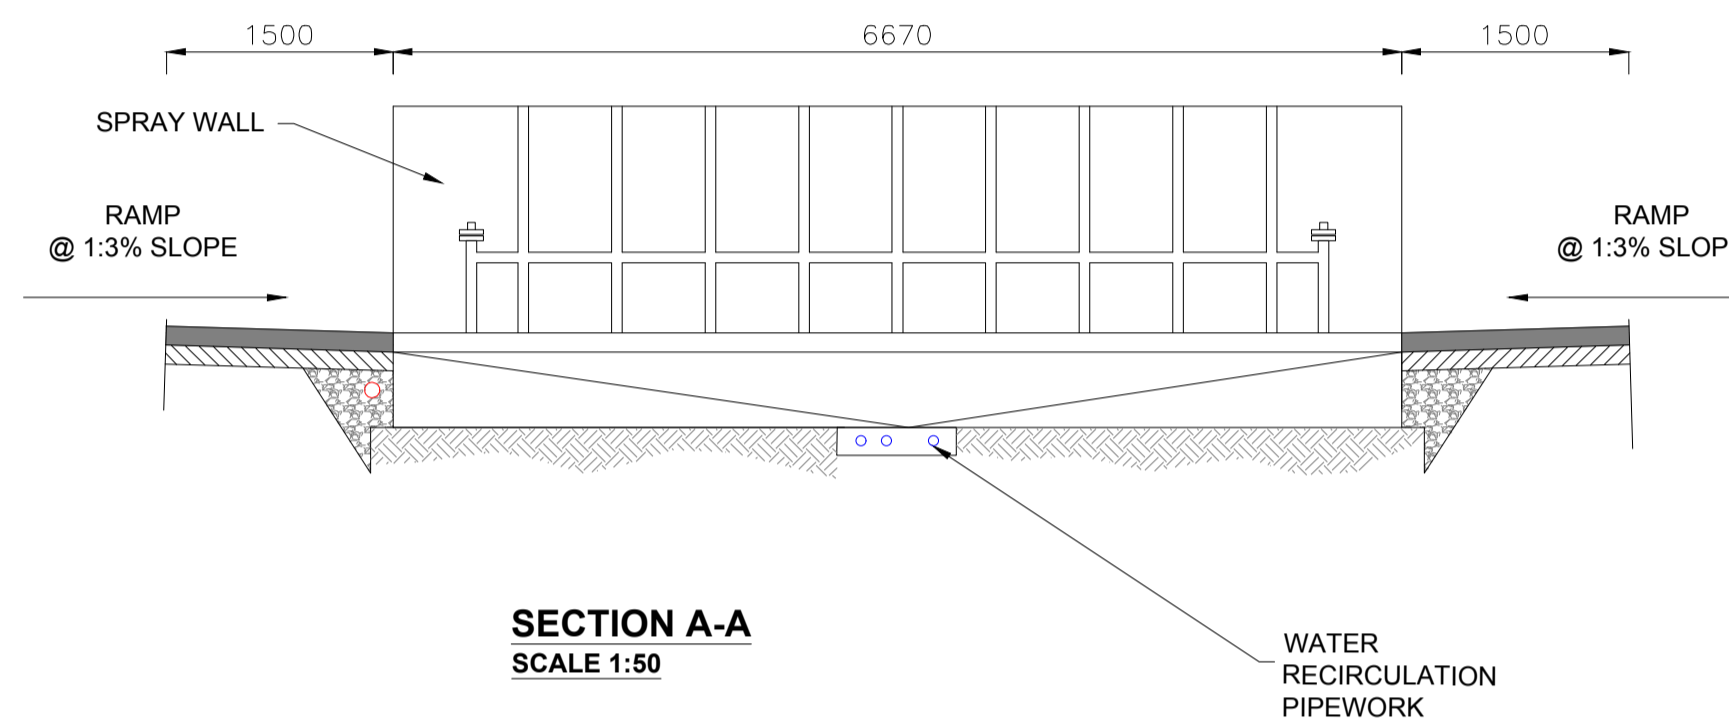 1500
6670
1500
SPRAY WALL
RAMP
@ 1:3% SLOPE
RAMP
@ 1:3% SLOP
SECTION A-A
SCALE 1:50
WATER
RECIRCULATION
PIPEWORK